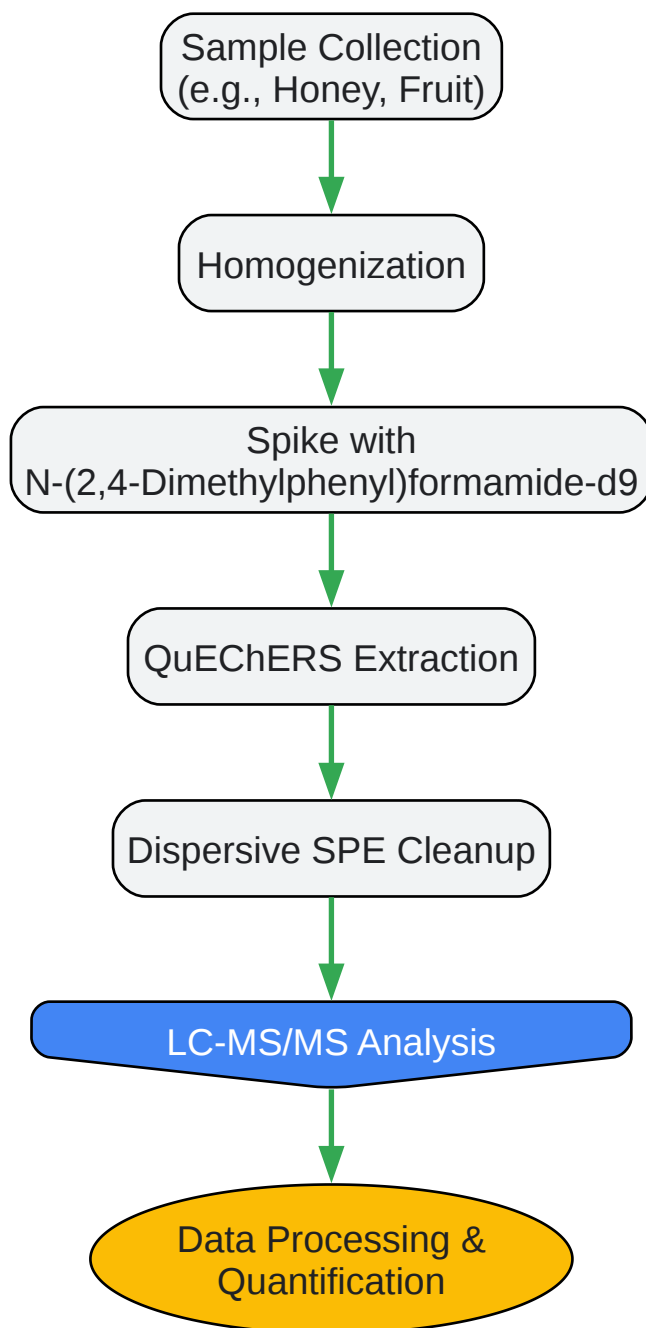 Sample Collection
(e.g., Honey, Fruit)
Homogenization
Spike with
N-(2,4-Dimethylphenyl)formamide-d9
QuEChERS Extraction
Dispersive SPE Cleanup
LC-MS/MS Analysis
Data Processing &
Quantification